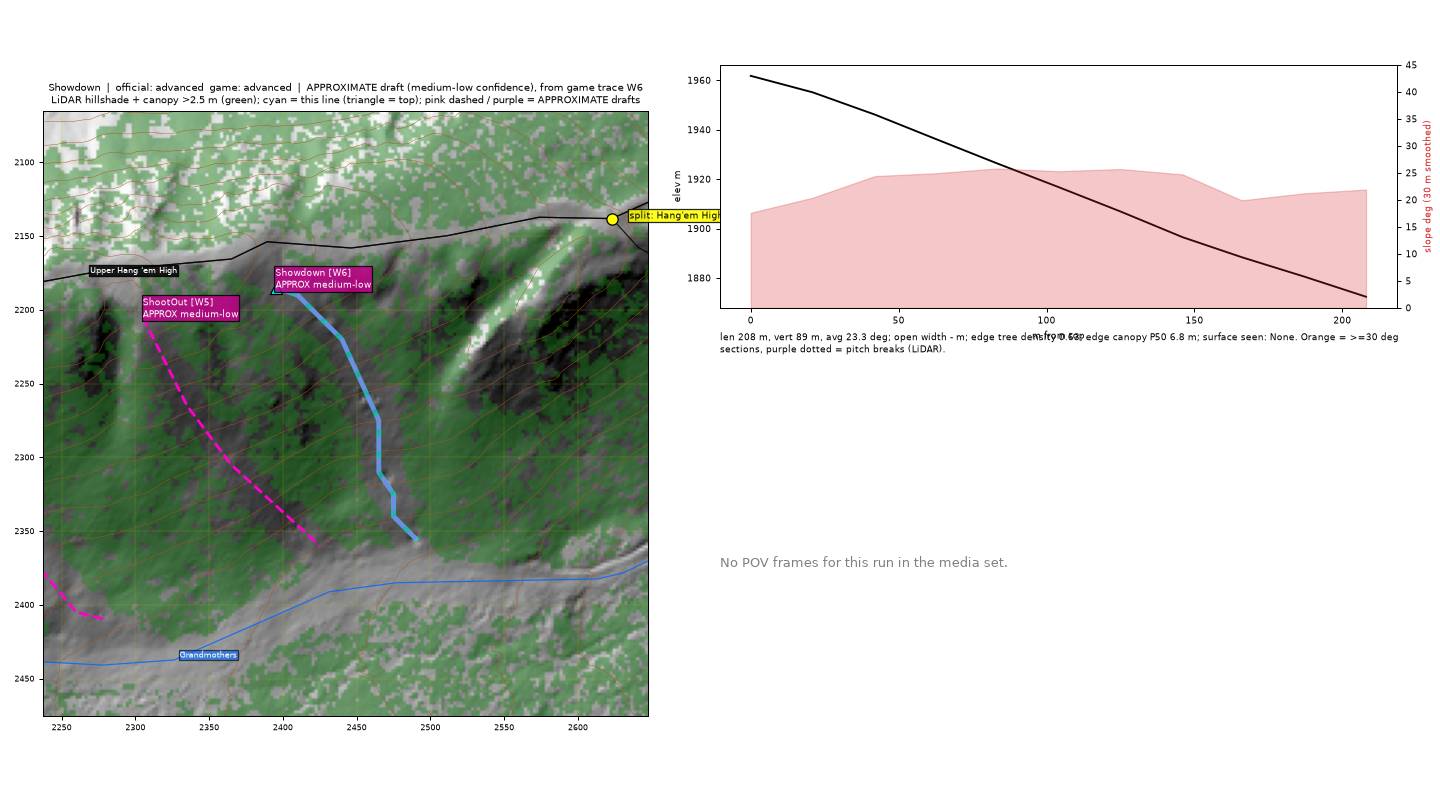 Showdown | official: advanced game: advanced | APPROXIMATE draft (medium-low confidence), from game trace W6
LiDAR hillshade + canopy >2.5 m (green); cyan = this line (triangle = top); pink dashed / purple = APPROXIMATE drafts
2100
2150
2200
2250
2300
2350
2400
2450
2250
2300
2350
2400
2450
2500
2550
2600
split: Hang'em High
Upper Hang 'em High
Showdown [W6]
APPROX medium-low
ShootOut [W5]
APPROX medium-low
Grandmothers
elev m
1960
1940
1920
1900
1880
45
40
35
30
25
20
15
10
5
0
slope deg (30 m smoothed)
0
50
100
150
200
len 208 m, vert 89 m, avg 23.3 deg; open width - m; edge tree density 0.63; edge canopy P50 6.8 m; surface seen: None. Orange = >=30 deg
sections, purple dotted = pitch breaks (LiDAR).
No POV frames for this run in the media set.